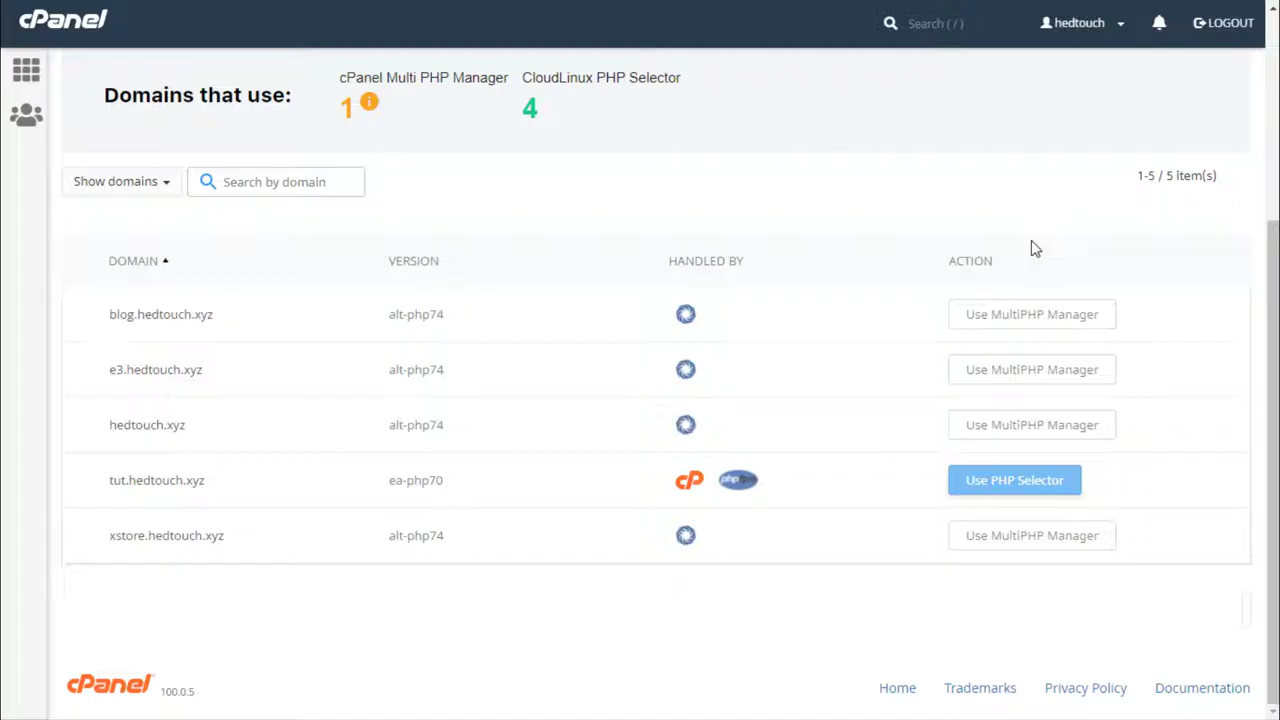 cPanel Search ( / ) hedtouch LOGOUT
Domains that use: cPanel Multi PHP Manager CloudLinux PHP Selector
1 i 4
Show domains Search by domain 1-5 / 5 item(s)
DOMAIN VERSION HANDLED BY ACTION
blog.hedtouch.xyz alt-php74 Use MultiPHP Manager
e3.hedtouch.xyz alt-php74 Use MultiPHP Manager
hedtouch.xyz alt-php74 Use MultiPHP Manager
tut.hedtouch.xyz ea-php70 cP php Use PHP Selector
xstore.hedtouch.xyz alt-php74 Use MultiPHP Manager
cPanel 100.0.5 Home Trademarks Privacy Policy Documentation